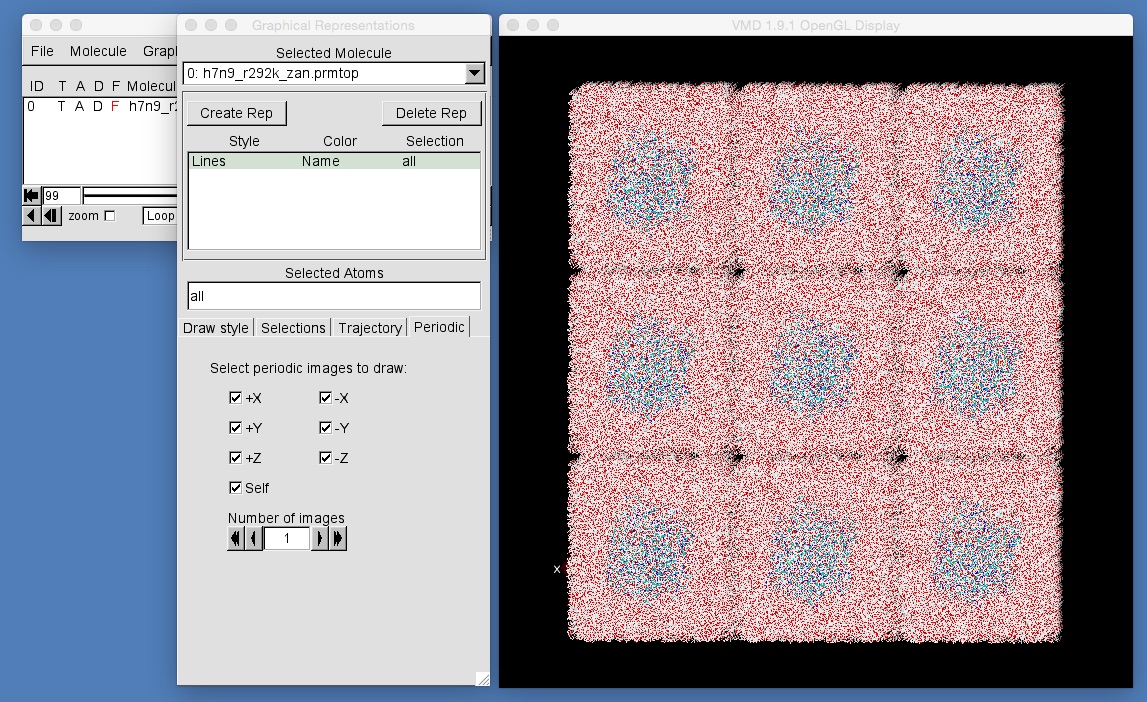 File Molecule Graph
ID T A D F Molecul
0 T A D F h7n9_r2
99
zoom Loop
Graphical Representations
Selected Molecule
0: h7n9_r292k_zan.prmtop
Create Rep Delete Rep
Style Color Selection
Lines Name all
Selected Atoms
all
Draw style Selections Trajectory Periodic
Select periodic images to draw:
+X -X
+Y -Y
+Z -Z
Self
Number of images
1
VMD 1.9.1 OpenGL Display
x